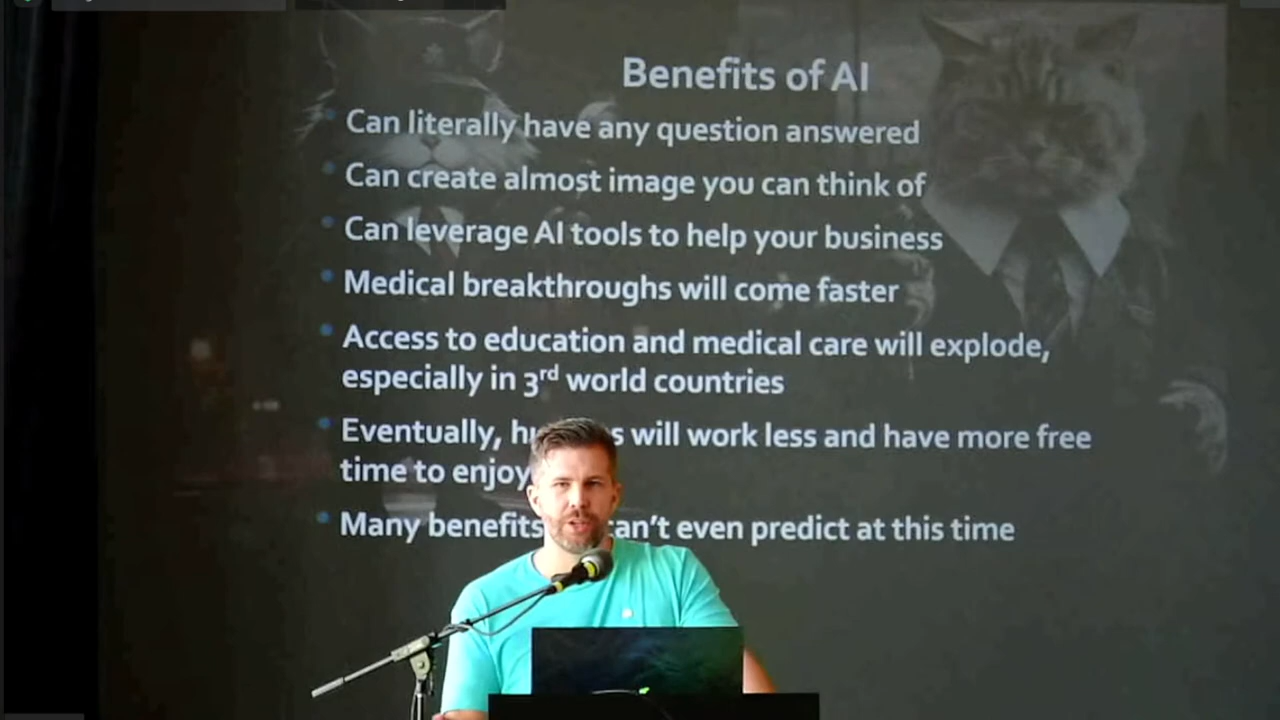 Benefits of AI
Can literally have any question answered
Can create almost image you can think of
Can leverage AI tools to help your business
Medical breakthroughs will come faster
Access to education and medical care will explode,
especially in 3rd world countries
Eventually, will work less and have more free
time to enjoy
Many benefits can't even predict at this time